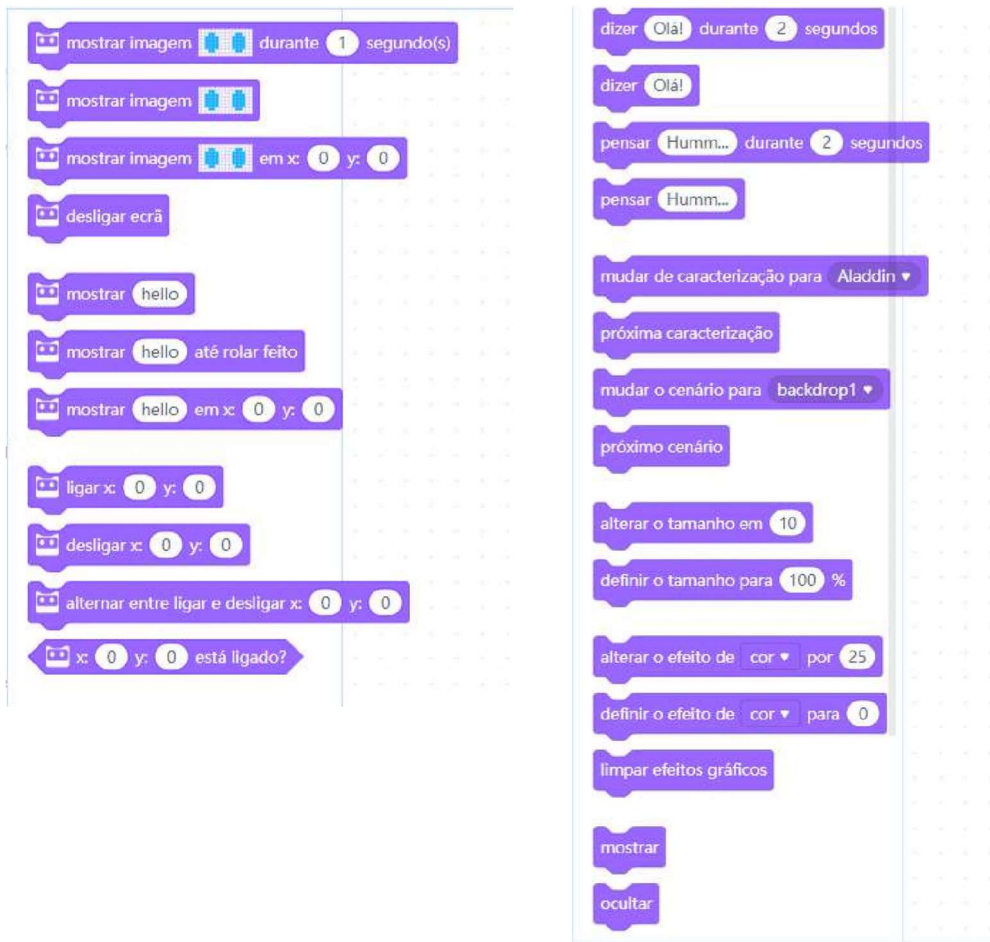 mostrar imagem durante 1 segundo(s)
mostrar imagem
mostrar imagem em x: 0 y: 0
desligar ecrã
mostrar hello
mostrar hello até rolar feito
mostrar hello em x: 0 y: 0
ligar x: 0 y: 0
desligar x: 0 y: 0
alternar entre ligar e desligar x: 0 y: 0
x: 0 y: 0 está ligado?
dizer Olá! durante 2 segundos
dizer Olá!
pensar Humm... durante 2 segundos
pensar Humm...
mudar de caracterização para Aladdin
próxima caracterização
mudar o cenário para backdrop1
próximo cenário
alterar o tamanho em 10
definir o tamanho para 100 %
alterar o efeito de cor por 25
definir o efeito de cor para 0
limpar efeitos gráficos
mostrar
ocultar